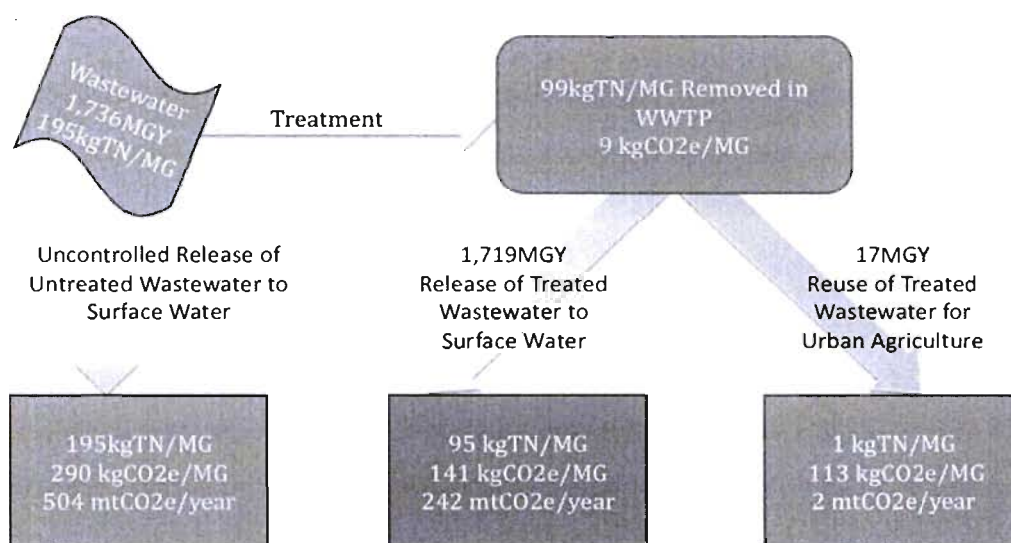 Wastewater
1,736MGY
195kgTN/MG
Treatment
99kgTN/MG Removed in
WWTP
9 kgCO2e/MG
Uncontrolled Release of
Untreated Wastewater to
Surface Water
1,719MGY
Release of Treated
Wastewater to
Surface Water
17MGY
Reuse of Treated
Wastewater for
Urban Agriculture
195kgTN/MG
290 kgCO2e/MG
504 mtCO2e/year
95 kgTN/MG
141 kgCO2e/MG
242 mtCO2e/year
1 kgTN/MG
113 kgCO2e/MG
2 mtCO2e/year